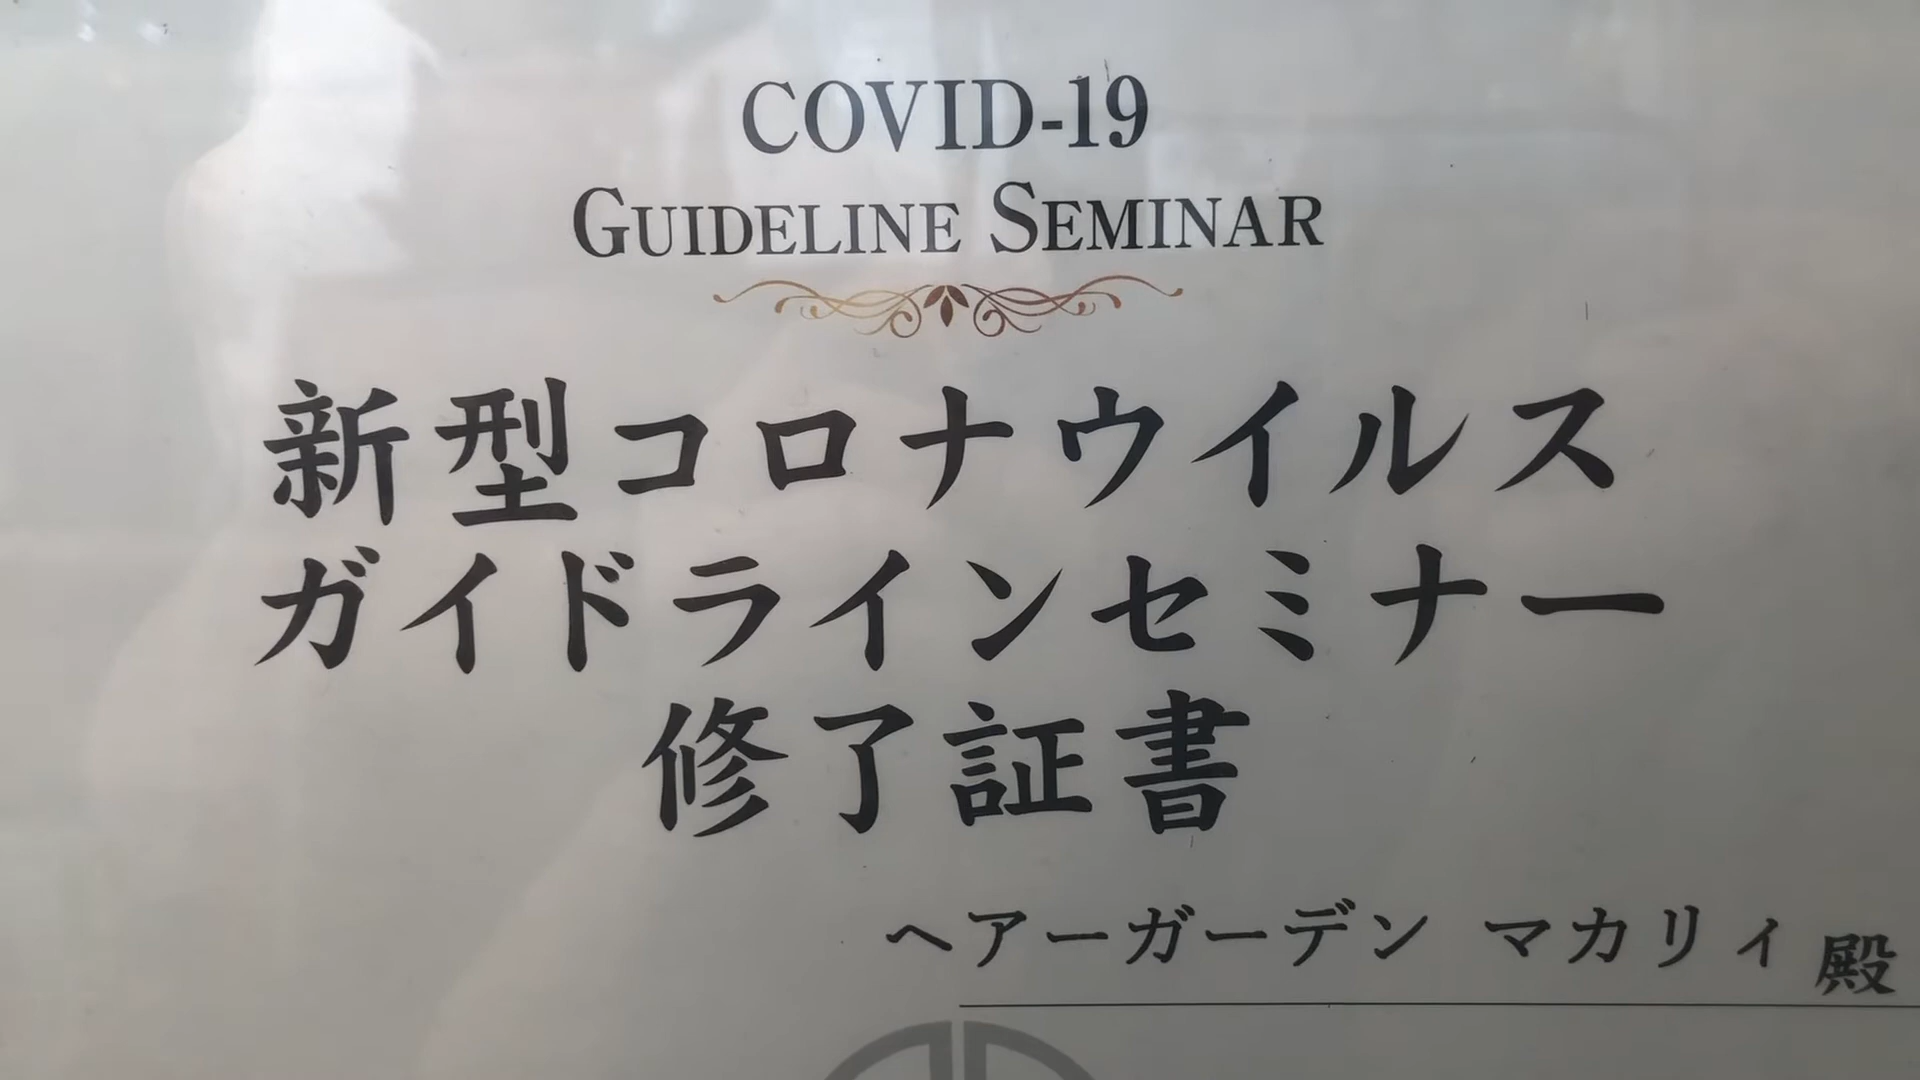 COVID-19
GUIDELINE SEMINAR
新型コロナウイルス
ガイドラインセミナー
修了証書
ヘアーガーデン マカリィ 殿